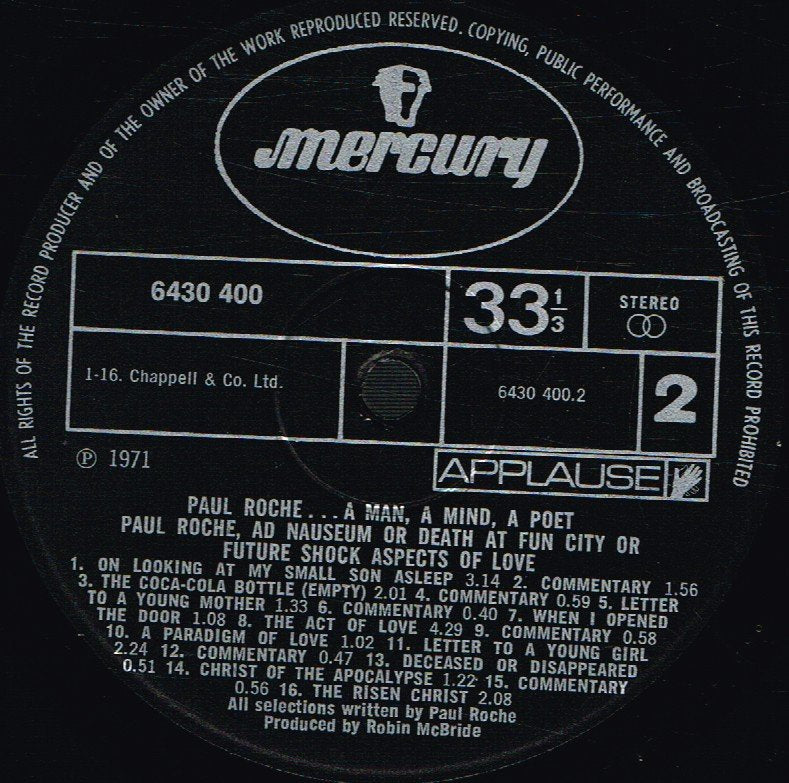 ALL RIGHTS OF THE RECORD PRODUCER AND OF THE OWNER OF THE WORK REPRODUCED RESERVED. COPYING, PUBLIC PERFORMANCE AND BROADCASTING OF THIS RECORD PROHIBITED
mercury
6430 400
33 1/3
STEREO
1-16. Chappell & Co. Ltd.
6430 400.2
2
℗ 1971
APPLAUSE
PAUL ROCHE... A MAN, A MIND, A POET
PAUL ROCHE, AD NAUSEUM OR DEATH AT FUN CITY OR
FUTURE SHOCK ASPECTS OF LOVE
1. ON LOOKING AT MY SMALL SON ASLEEP 3.14 2. COMMENTARY 1.56
3. THE COCA-COLA BOTTLE (EMPTY) 2.01 4. COMMENTARY 0.59 5. LETTER
TO A YOUNG MOTHER 1.33 6. COMMENTARY 0.40 7. WHEN I OPENED
THE DOOR 1.08 8. THE ACT OF LOVE 4.29 9. COMMENTARY 0.58
10. A PARADIGM OF LOVE 1.02 11. LETTER TO A YOUNG GIRL
2.24 12. COMMENTARY 0.47 13. DECEASED OR DISAPPEARED
0.51 14. CHRIST OF THE APOCALYPSE 1.22 15. COMMENTARY
0.56 16. THE RISEN CHRIST 2.08
All selections written by Paul Roche
Produced by Robin McBride